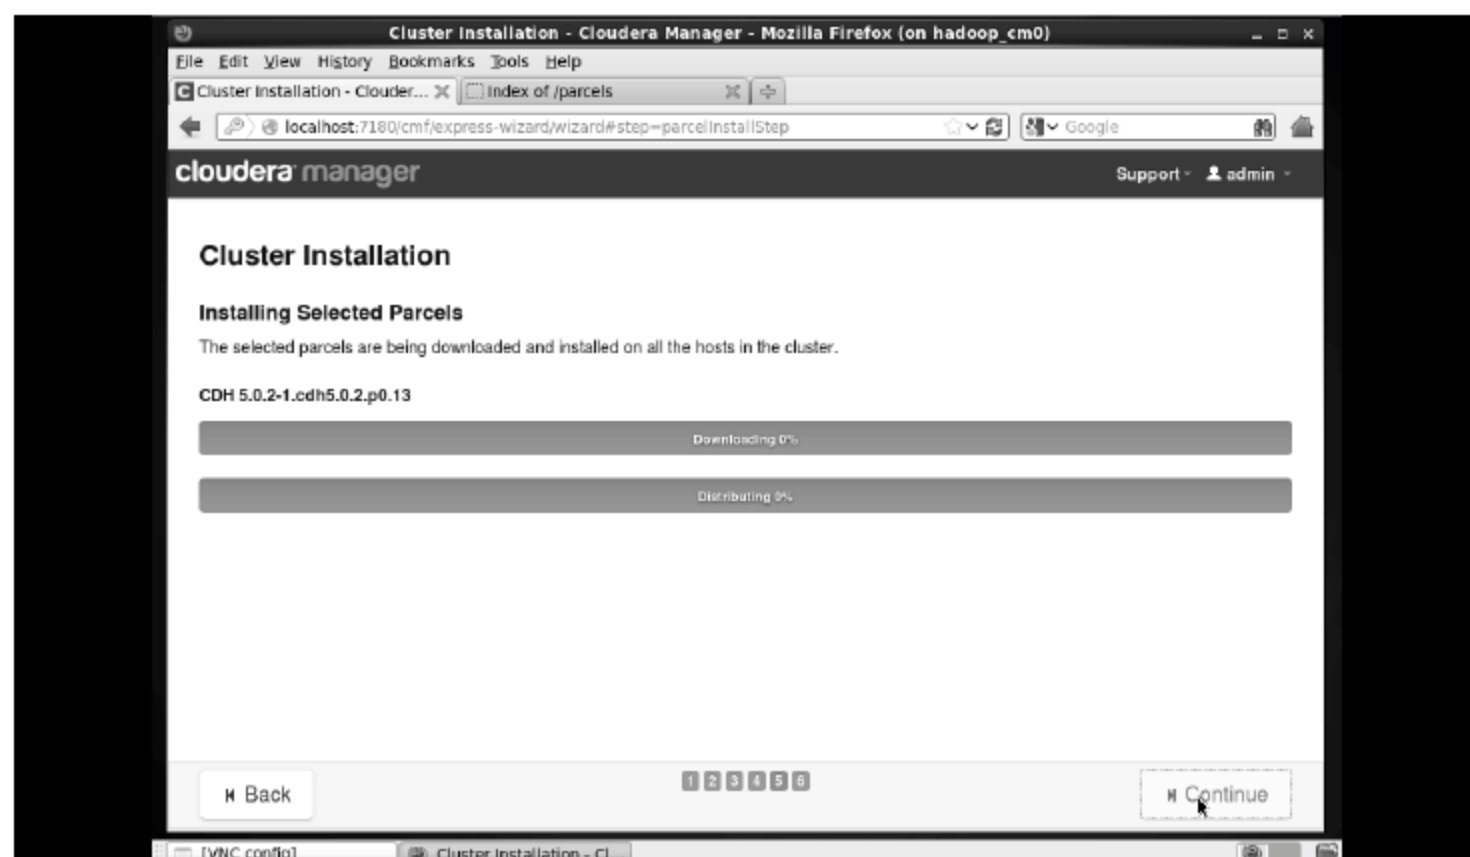 Cluster Installation - Cloudera Manager - Mozilla Firefox (on hadoop_cm0)
File Edit View History Bookmarks Tools Help
Cluster Installation - Clouder... Index of /parcels
localhost:7180/cmf/express-wizard/wizard#step=parcelInstallStep Google
cloudera manager Support admin
Cluster Installation
Installing Selected Parcels
The selected parcels are being downloaded and installed on all the hosts in the cluster.
CDH 5.0.2-1.cdh5.0.2.p0.13
Downloading 0%
Distributing 0%
Back 1 2 3 4 5 6 Continue
[VNC config] Cluster Installation - Cl...